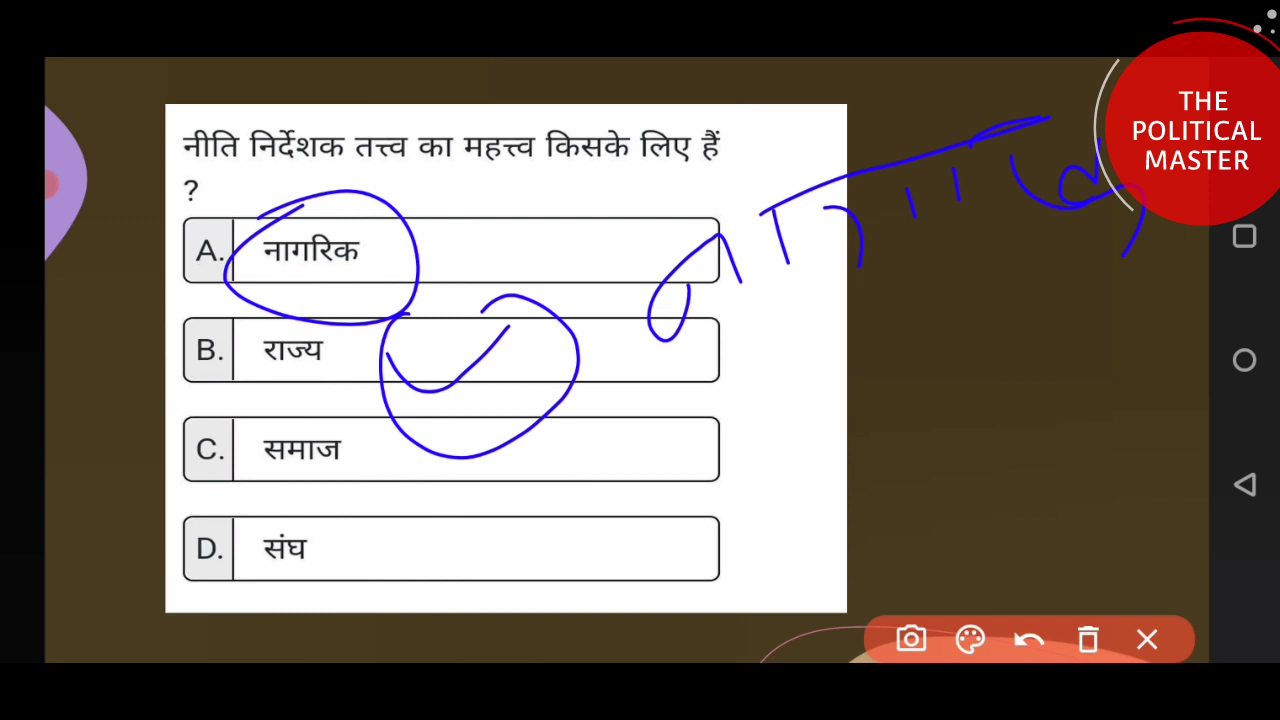 नीति निर्देशक तत्त्व का महत्त्व किसके लिए हैं
?
A. नागरिक
B. राज्य
C. समाज
D. संघ
THE
POLITICAL
MASTER